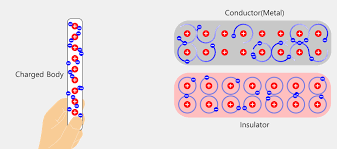 Conductor(Metal)
Charged Body
Insulator